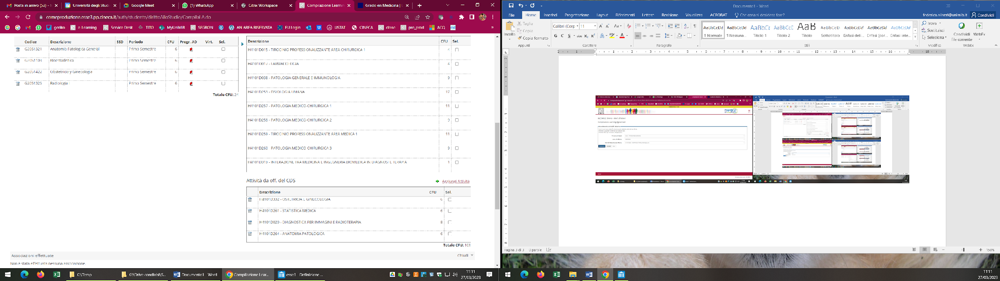 Posta in arrivo (52) -
Università degli Studi
Google Meet
(1) WhatsApp
Citrix Workspace
Compilazione Learnin
Grado en Medicina | U
comeproduzione.esse3.pp.cineca.it/auth/studente/dirittoAlloStudio/CompilaLA.do
geriko
e-Learning
Service Desk
TITO
MyUniMiB
SEGRON
AN AREA RISERVATA
EU Login
USTAT
CINECA
clone
pre_prod
ACQ
Codice Descrizione SSD Periodo CFU Progr. AD Virt. Sel.
G2051321 Anatomia Patologica General Primo Semestre 6
G2051108 Bioestadistica Primo Semestre 6
G2051422 Obstetricia y Ginecologia Primo Semestre 6
G2051325 Radiologia Primo Semestre 6
Totale CFU: 24
Descrizione CFU Sel.
H4101D015 - TIROCINIO PROFESSIONALIZZANTE AREA CHIRURGICA 1 4
H4101D017 - FARMACOLOGIA 4
H4101D038 - PATOLOGIA GENERALE E IMMUNOLOGIA 9
H4101D253 - FISIOLOGIA UMANA 17
H4101D257 - PATOLOGIA MEDICO-CHIRURGICA 1 11
H4101D258 - PATOLOGIA MEDICO-CHIRURGICA 2 9
H4101D259 - TIROCINIO PROFESSIONALIZZANTE AREA MEDICA 1 11
H4101D260 - PATOLOGIA MEDICO-CHIRURGICA 3 9
H4101D319 - INTERAZIONE TRA MEDICINA E INGEGNERIA BIOMEDICA IN DIAGNOSI E TERAPIA 1
Attività da off. del CDS
Aggiungi Attività
Descrizione CFU Sel.
H4101D332 - OSTETRICIA E GINECOLOGIA 6
H4101D261 - STATISTICA MEDICA 6
H4101D020 - DIAGNOSTICA PER IMMAGINI E RADIOTERAPIA 8
H4101D264 - ANATOMIA PATOLOGICA 6
Totale CFU: 101
Associazioni effettuate
Chiudi
Non è stata effettuata nessuna associazione.
C:\Temp
G:\Drive condivisi\S...
Documento1 - Word
Compilazione Lear...
esse3 - Definizione ...
11:11
27/03/2023
Documento1 - Word
File Home Inserisci Progettazione Layout Riferimenti Lettere Revisione Visualizza ACROBAT Che cosa si desidera fare?
federica.oliveri@unimib.it Condividi
Incolla
Taglia
Copia
Copia formato
Appunti
Calibri (Corp 11
G C S abc X₂ X²
Carattere
Paragrafo
AaBbCcDd
1 Normale
AaBbCcDd
1 Nessuna...
AaBbCc
Titolo 1
AaBbCcD
Titolo 2
AaB
Titolo
AaBbCcD
Sottotitolo
AaBbCcDd
Enfasi deli...
AaBbCcDd
Enfasi (cor...
AaBbCcDd
Enfasi inte...
Stili
Trova
Sostituisci
Seleziona
Modifica
Condividi
file corrente
WebEx
WebEx
Pagina 3 di 3 0 parole
150%
11:11
27/03/2023